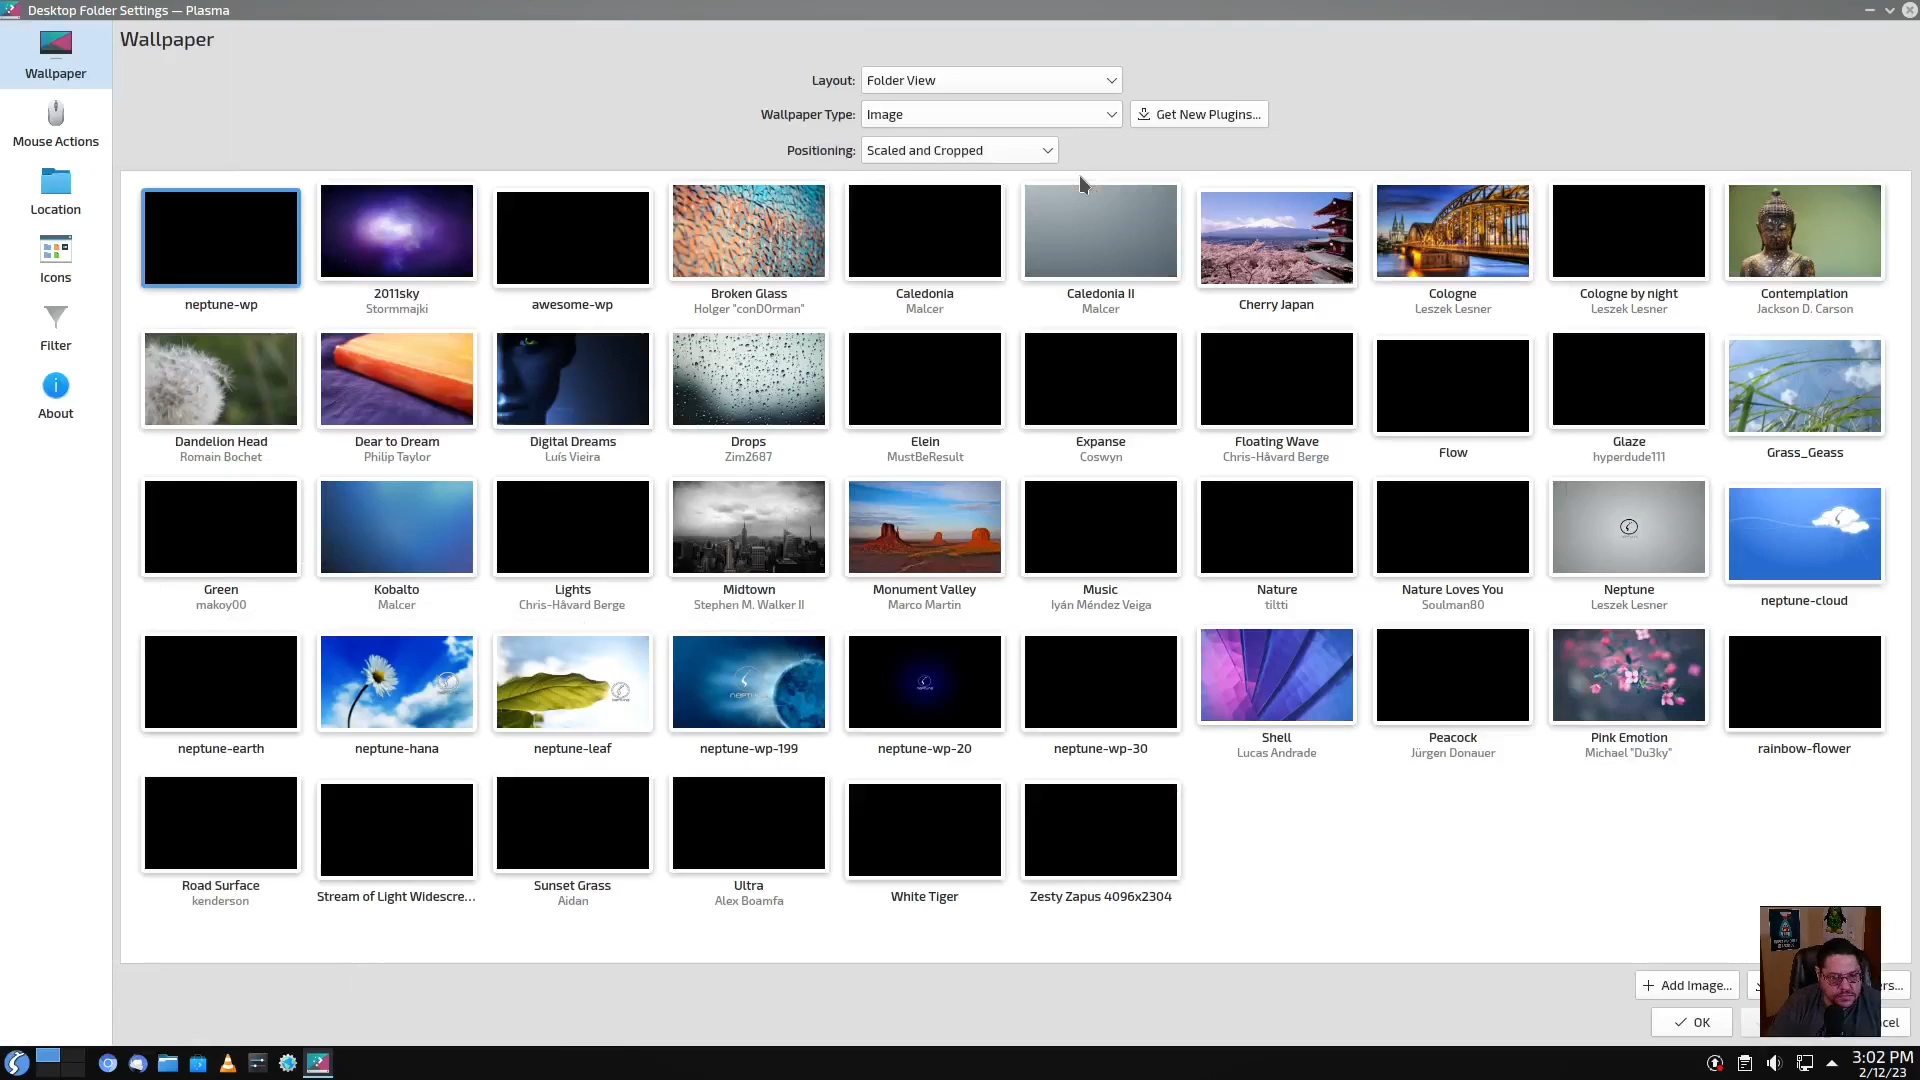 Desktop Folder Settings — Plasma
Wallpaper
Wallpaper
Mouse Actions
Location
Icons
Filter
About
Layout: Folder View
Wallpaper Type: Image Get New Plugins...
Positioning: Scaled and Cropped
neptune-wp
2011sky
Stormmajki
awesome-wp
Broken Glass
Holger "conDOrman"
Caledonia
Malcer
Caledonia II
Malcer
Cherry Japan
Cologne
Leszek Lesner
Cologne by night
Leszek Lesner
Contemplation
Jackson D. Carson
Dandelion Head
Romain Bochet
Dear to Dream
Philip Taylor
Digital Dreams
Luís Vieira
Drops
Zim2687
Elein
MustBeResult
Expanse
Coswyn
Floating Wave
Chris-Håvard Berge
Flow
Glaze
hyperdude111
Grass_Geass
Green
makoy00
Kobalto
Malcer
Lights
Chris-Håvard Berge
Midtown
Stephen M. Walker II
Monument Valley
Marco Martin
Music
Iyán Méndez Veiga
Nature
tiltti
Nature Loves You
Soulman80
Neptune
Leszek Lesner
neptune-cloud
neptune-earth
neptune-hana
neptune-leaf
neptune-wp-199
neptune-wp-20
neptune-wp-30
Shell
Lucas Andrade
Peacock
Jürgen Donauer
Pink Emotion
Michael "Du3ky"
rainbow-flower
Road Surface
kenderson
Stream of Light Widescre...
Sunset Grass
Aidan
Ultra
Alex Boamfa
White Tiger
Zesty Zapus 4096x2304
Add Image... ers...
OK cel
3:02 PM
2/12/23